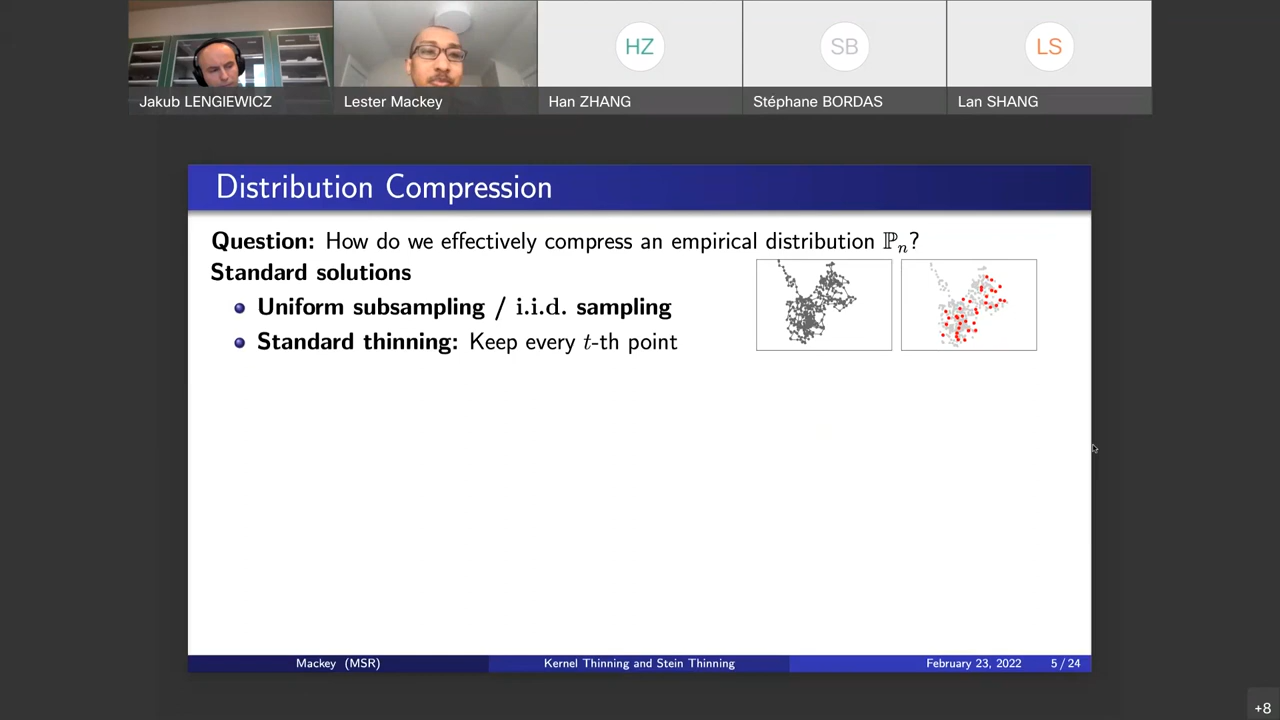 HZ
SB
LS
Jakub LENGIEWICZ
Lester Mackey
Han ZHANG
Stéphane BORDAS
Lan SHANG
Distribution Compression
Question: How do we effectively compress an empirical distribution ℙₙ?
Standard solutions
Uniform subsampling / i.i.d. sampling
Standard thinning: Keep every t-th point
Mackey (MSR)
Kernel Thinning and Stein Thinning
February 23, 2022
5 / 24
+8